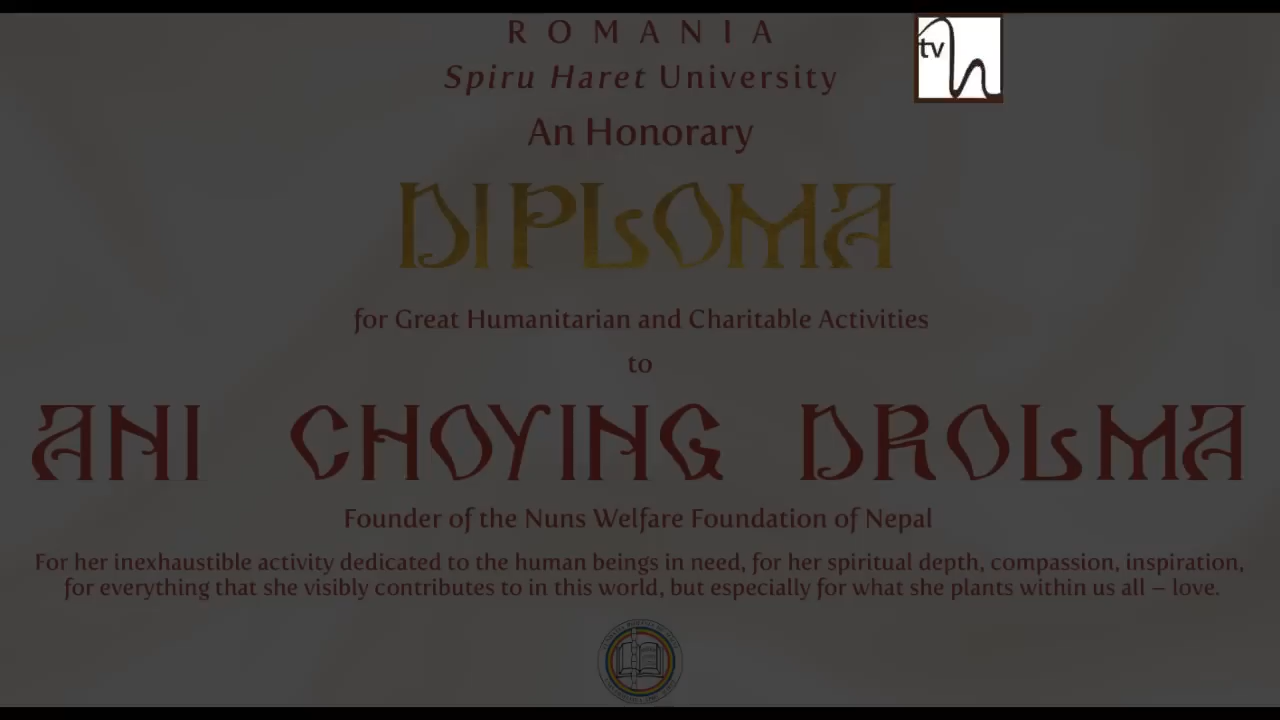 ROMANIA
tv h
Spiru Haret University
An Honorary
DIPLOMA
for Great Humanitarian and Charitable Activities
to
ANI CHOYING DROLMA
Founder of the Nuns Welfare Foundation of Nepal
For her inexhaustible activity dedicated to the human beings in need, for her spiritual depth, compassion, inspiration,
for everything that she visibly contributes to in this world, but especially for what she plants within us all – love.